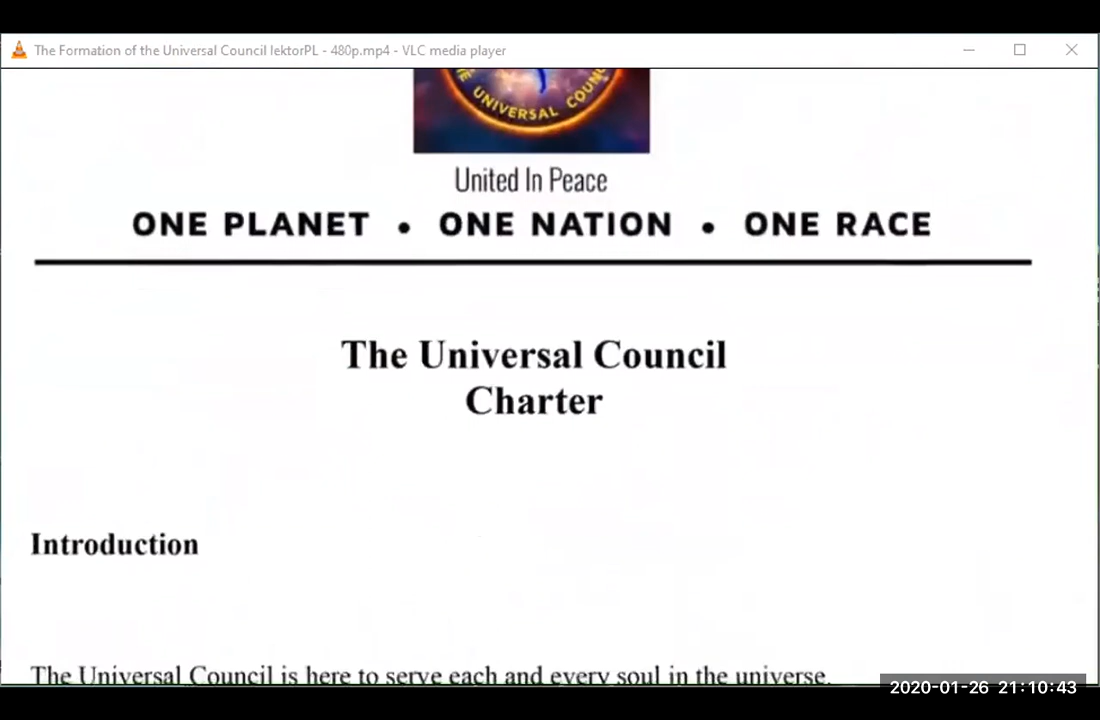 The Formation of the Universal Council lektorPL - 480p.mp4 - VLC media player
THE UNIVERSAL COUNC
United In Peace
ONE PLANET • ONE NATION • ONE RACE
The Universal Council
Charter
Introduction
The Universal Council is here to serve each and every soul in the universe.
2020-01-26 21:10:43